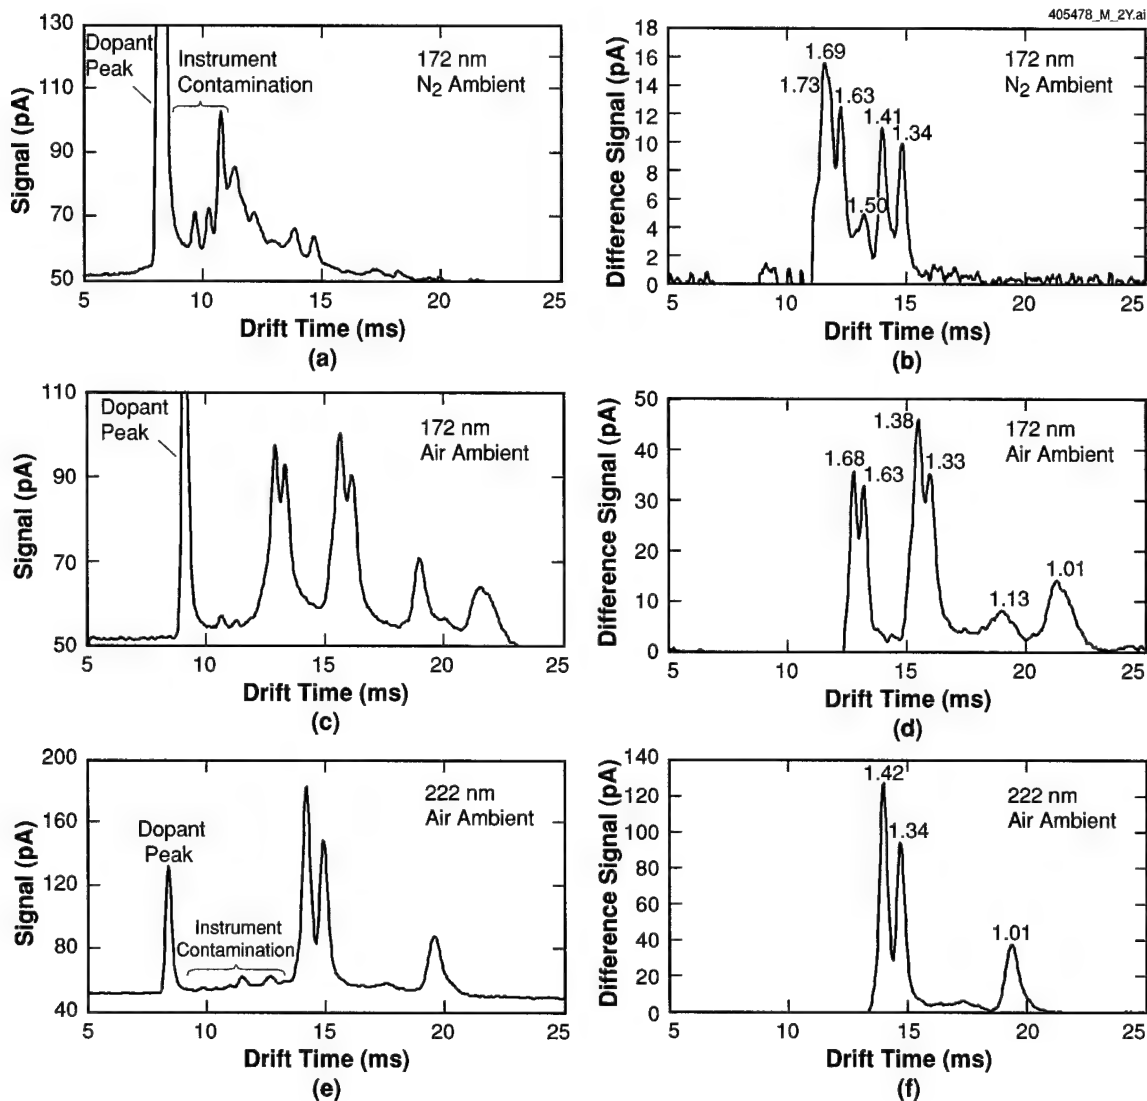 405478_M_2Y.ai
130
110
90
70
50
Signal (pA)
Dopant
Peak
Instrument
Contamination
172 nm
N2 Ambient
5 10 15 20 25
Drift Time (ms)
(a)
18
16
14
12
10
8
6
4
2
0
Difference Signal (pA)
1.69
1.73
1.63
1.50
1.41
1.34
172 nm
N2 Ambient
5 10 15 20 25
Drift Time (ms)
(b)
110
90
70
50
Signal (pA)
Dopant
Peak
172 nm
Air Ambient
5 10 15 20 25
Drift Time (ms)
(c)
50
40
30
20
10
0
Difference Signal (pA)
1.68
1.63
1.38
1.33
1.13
1.01
172 nm
Air Ambient
5 10 15 20 25
Drift Time (ms)
(d)
200
160
120
80
40
Signal (pA)
Dopant
Peak
Instrument
Contamination
222 nm
Air Ambient
5 10 15 20 25
Drift Time (ms)
(e)
140
120
100
80
60
40
20
0
Difference Signal (pA)
1.42
1.34
1.01
222 nm
Air Ambient
5 10 15 20 25
Drift Time (ms)
(f)